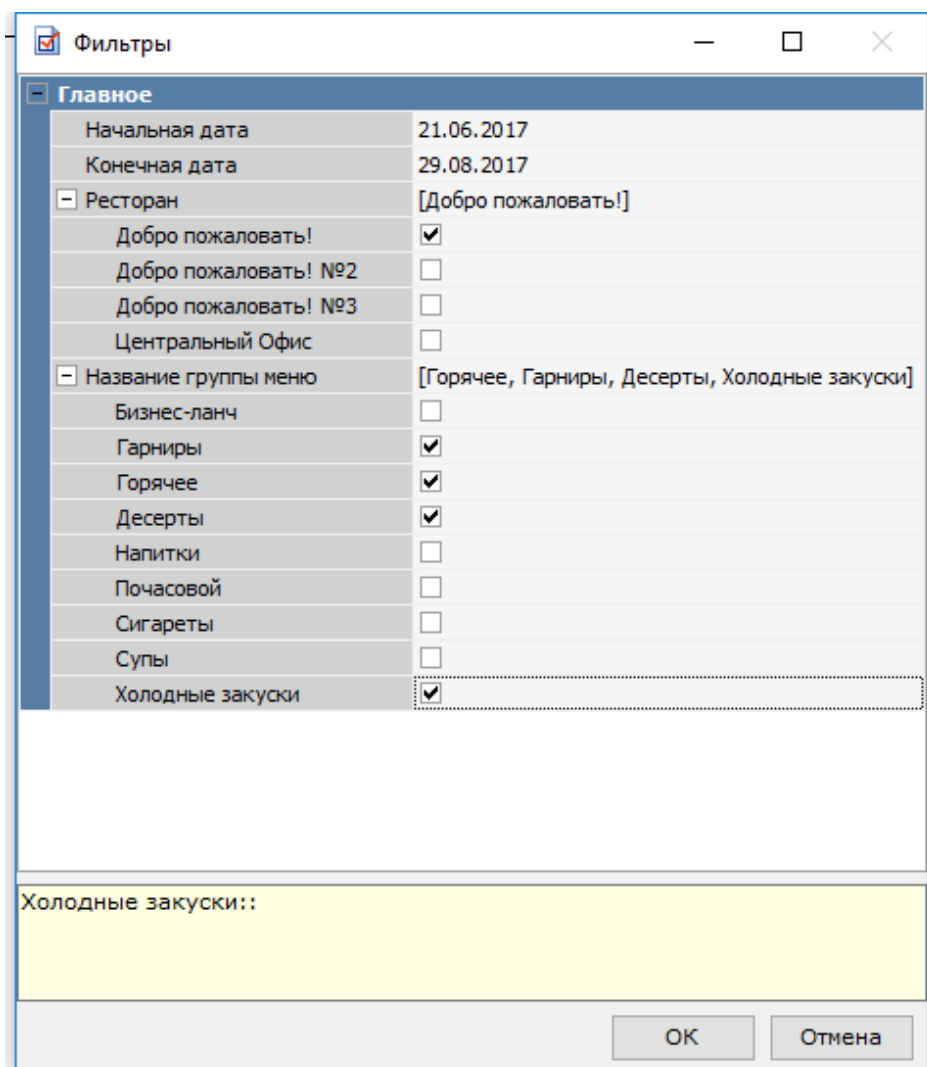 Фильтры
Главное
Начальная дата 21.06.2017
Конечная дата 29.08.2017
Ресторан [Добро пожаловать!]
Добро пожаловать!
Добро пожаловать! №2
Добро пожаловать! №3
Центральный Офис
Название группы меню [Горячее, Гарниры, Десерты, Холодные закуски]
Бизнес-ланч
Гарниры
Горячее
Десерты
Напитки
Почасовой
Сигареты
Супы
Холодные закуски
Холодные закуски::
ОК Отмена